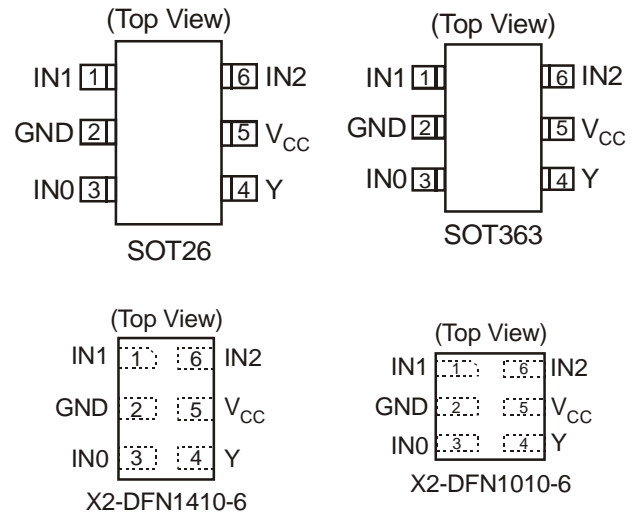 (Top View)
IN1 1 6 IN2
GND 2 5 VCC
IN0 3 4 Y
SOT26
(Top View)
IN1 1 6 IN2
GND 2 5 VCC
IN0 3 4 Y
SOT363
(Top View)
IN1 1 6 IN2
GND 2 5 VCC
IN0 3 4 Y
X2-DFN1410-6
(Top View)
IN1 1 6 IN2
GND 2 5 VCC
IN0 3 4 Y
X2-DFN1010-6